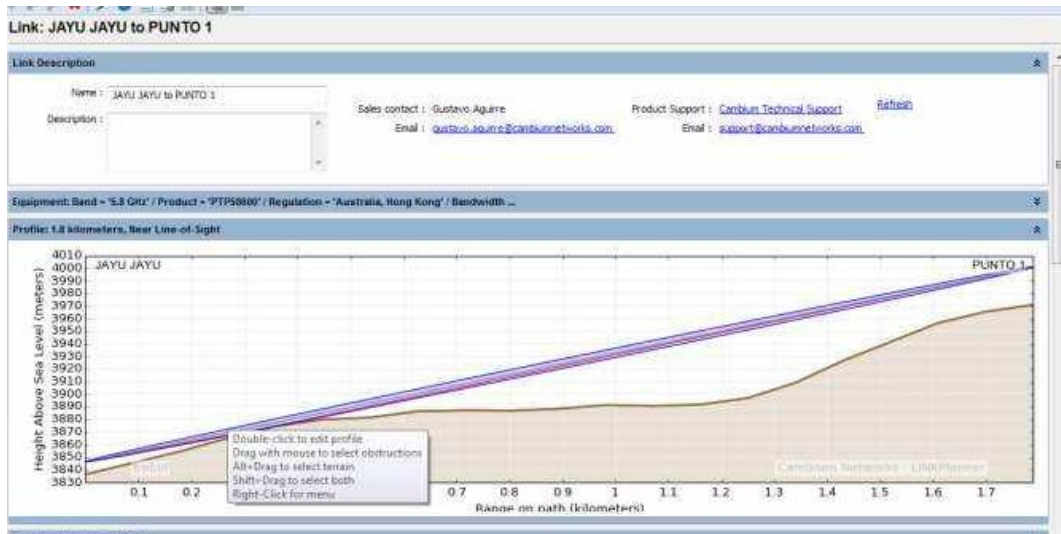 Link: JAYU JAYU to PUNTO 1
Link Description
Name : JAYU JAYU to PUNTO 1
Description :
Sales contact : Gustavo Aguirre
Email : gustavo.aguirre@cambiumnetworks.com
Product Support : Cambium Technical Support
Email : support@cambiumnetworks.com
Refresh
Equipment: Band = '5.8 GHz' / Product = 'PTP50600' / Regulation = 'Australia, Hong Kong' / Bandwidth ...
Profile: 1.8 kilometers, Near Line-of-Sight
Height Above Sea Level (meters)
4010
4000
3990
3980
3970
3960
3950
3940
3930
3920
3910
3900
3890
3880
3870
3860
3850
3840
3830
JAYU JAYU
PUNTO 1
Double-click to edit profile
Drag with mouse to select obstructions
Alt+Drag to select terrain
Shift+Drag to select both
Right-Click for menu
Cambium Networks - LINKPlanner
0.1 0.2 0.7 0.8 0.9 1 1.1 1.2 1.3 1.4 1.5 1.6 1.7
Range on path (kilometers)